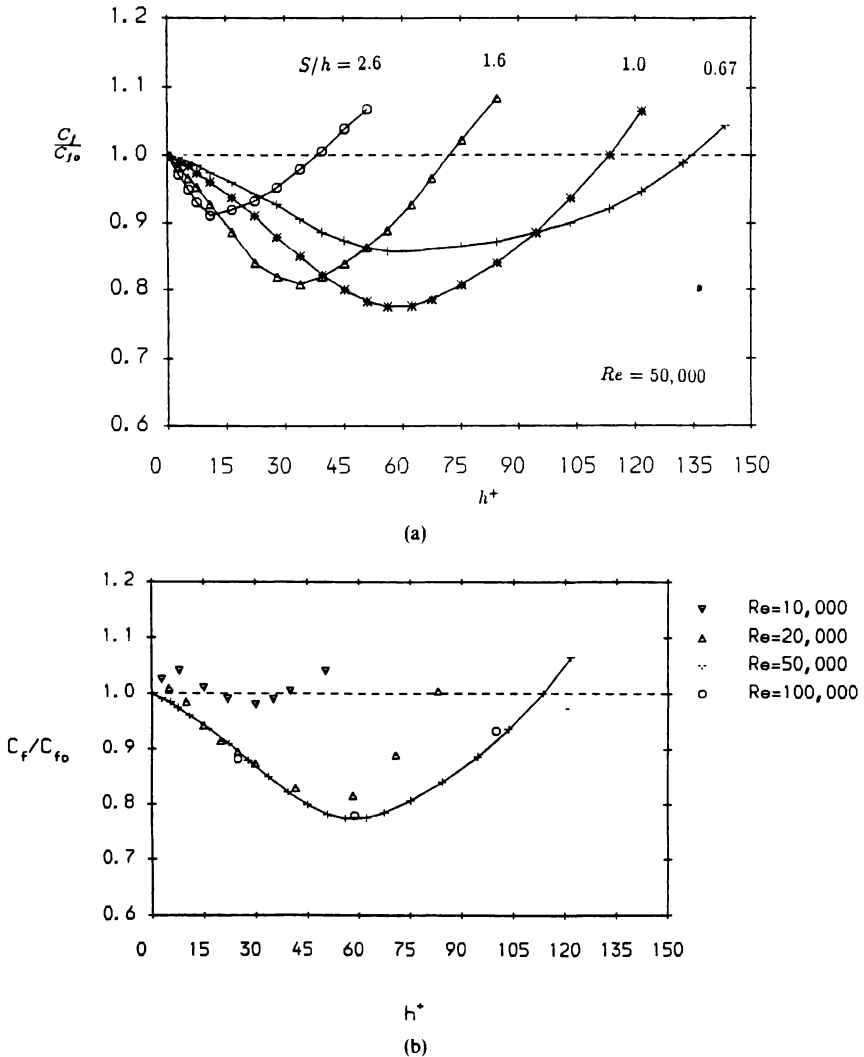 1.2
1.1
1.0
0.9
0.8
0.7
0.6
C_f
C_fo
S/h = 2.6
1.6
1.0
0.67
Re = 50,000
0 15 30 45 60 75 90 105 120 135 150
h⁺
(a)
1.2
1.1
1.0
0.9
0.8
0.7
0.6
C_f/C_fo
Re=10,000
Re=20,000
Re=50,000
Re=100,000
0 15 30 45 60 75 90 105 120 135 150
h⁺
(b)